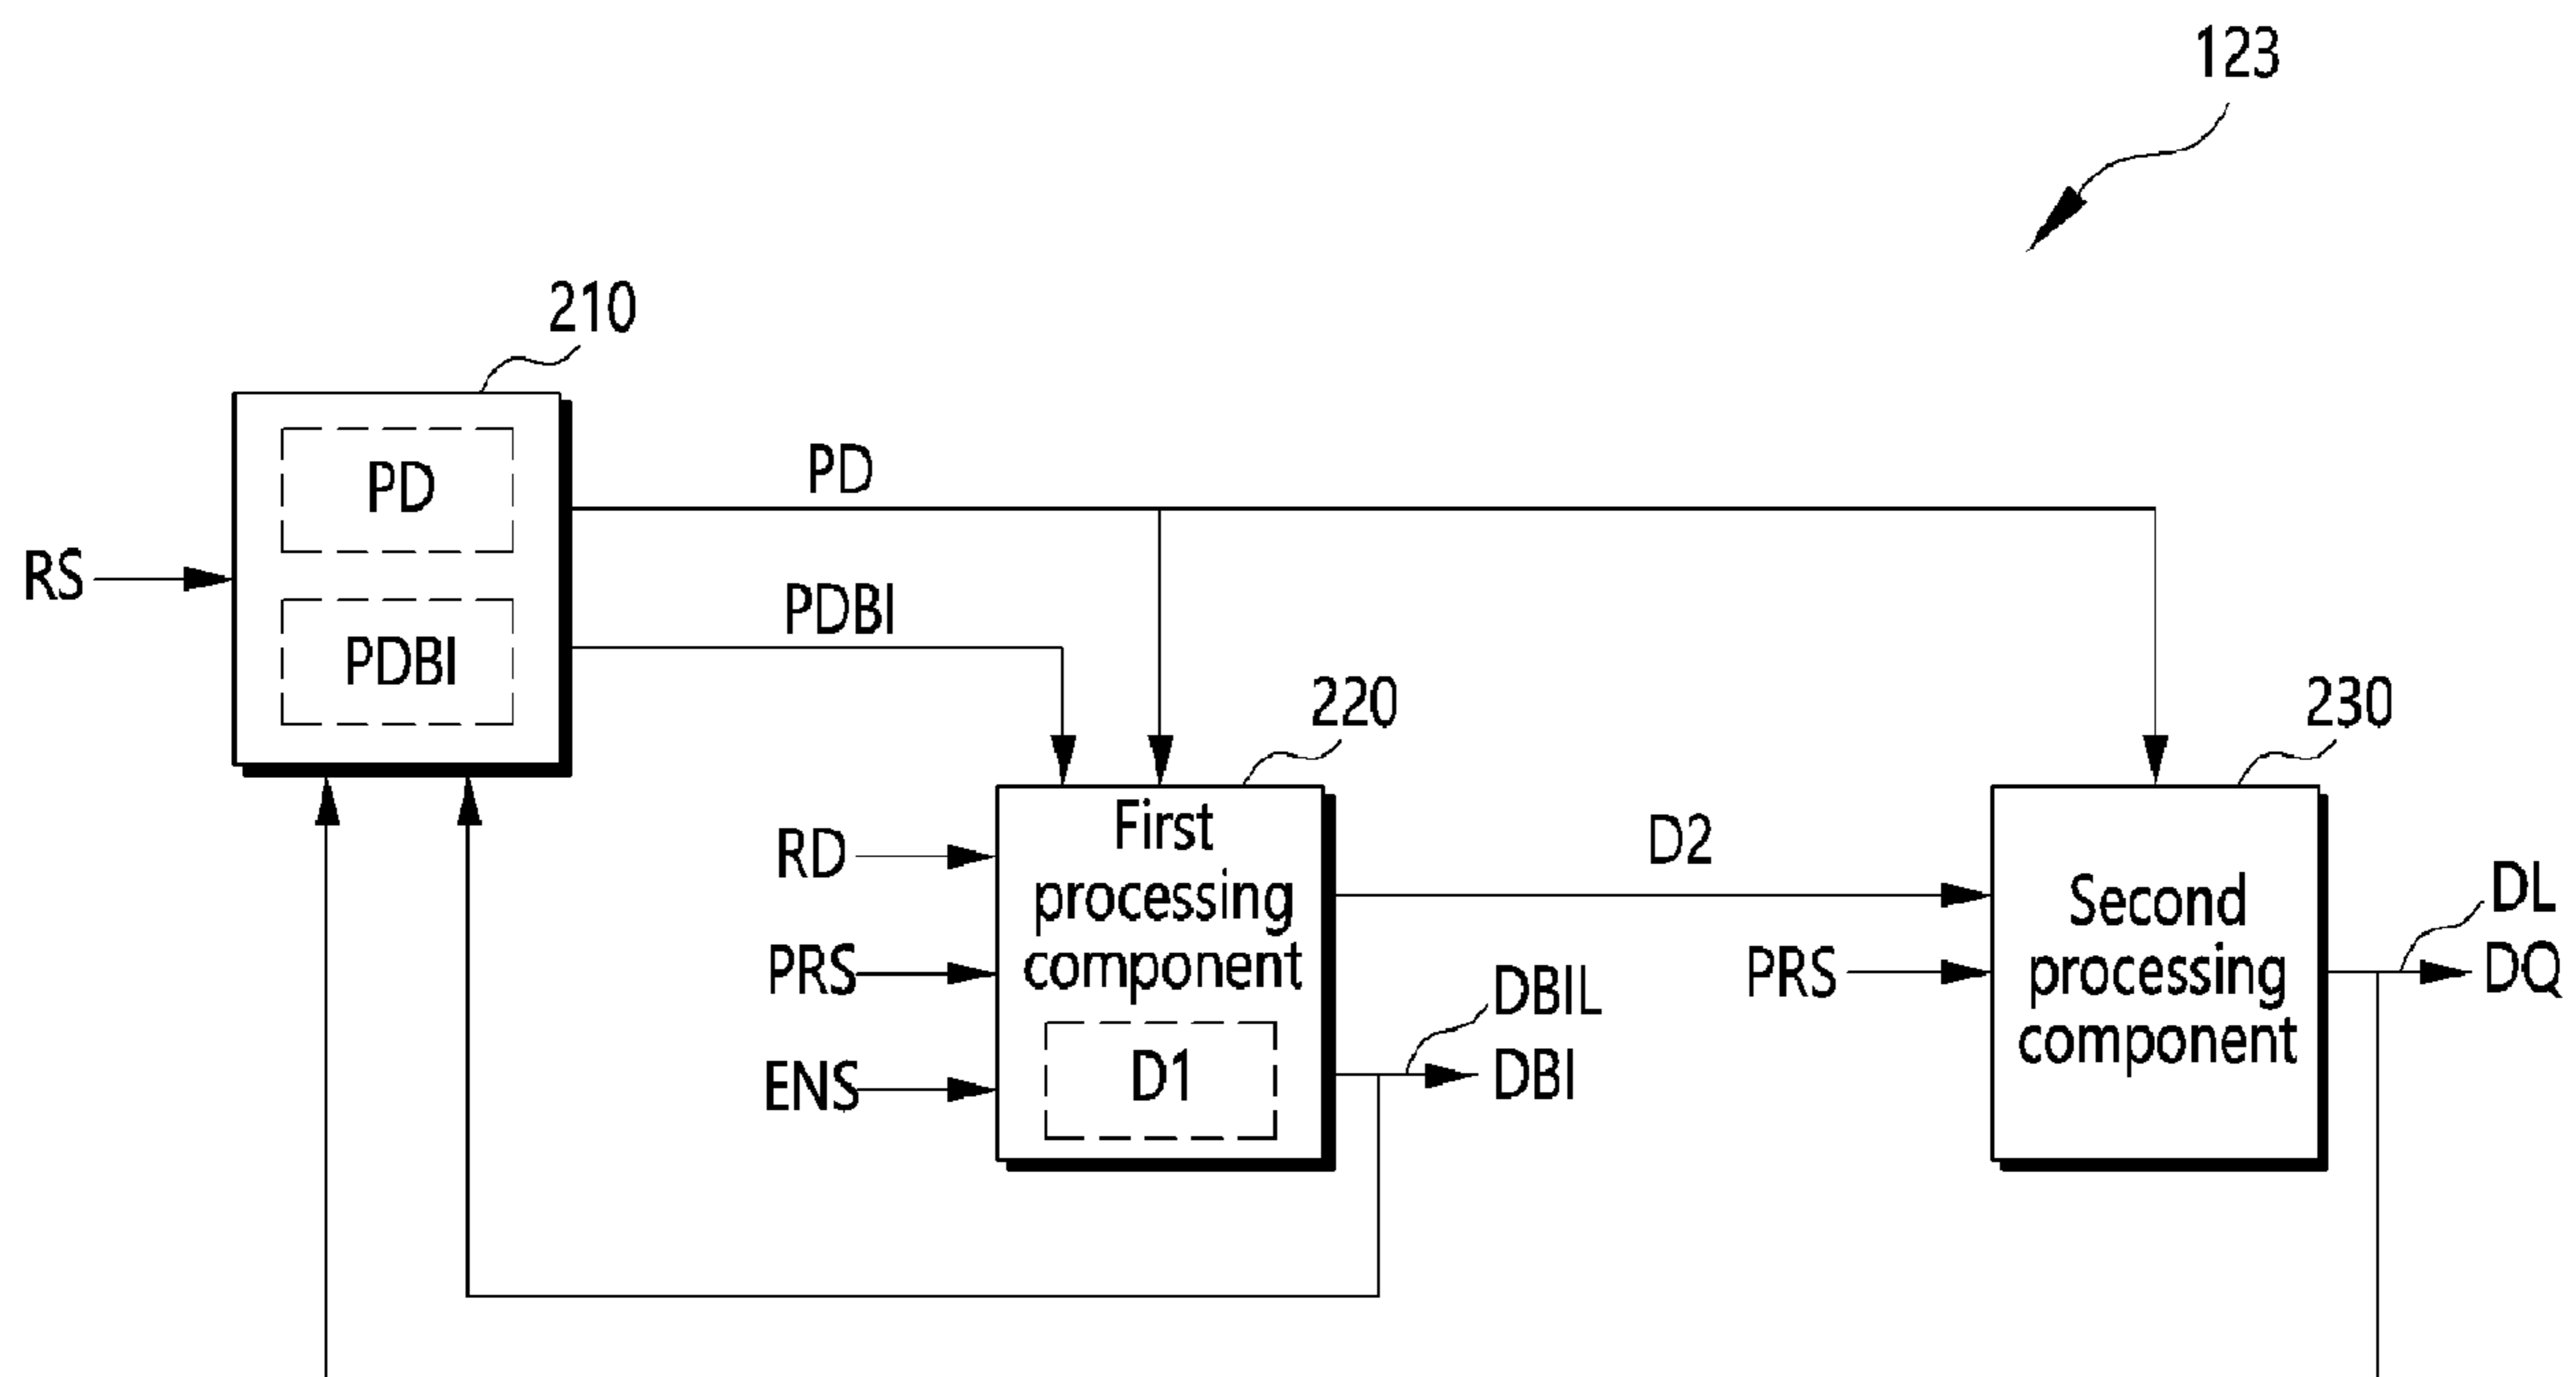 123
210
PD
PD
RS
PDBI
PDBI
220
230
First
processing
component
RD
D2
PRS
Second
processing
component
DL
PRS
DQ
DBIL
ENS
D1
DBI